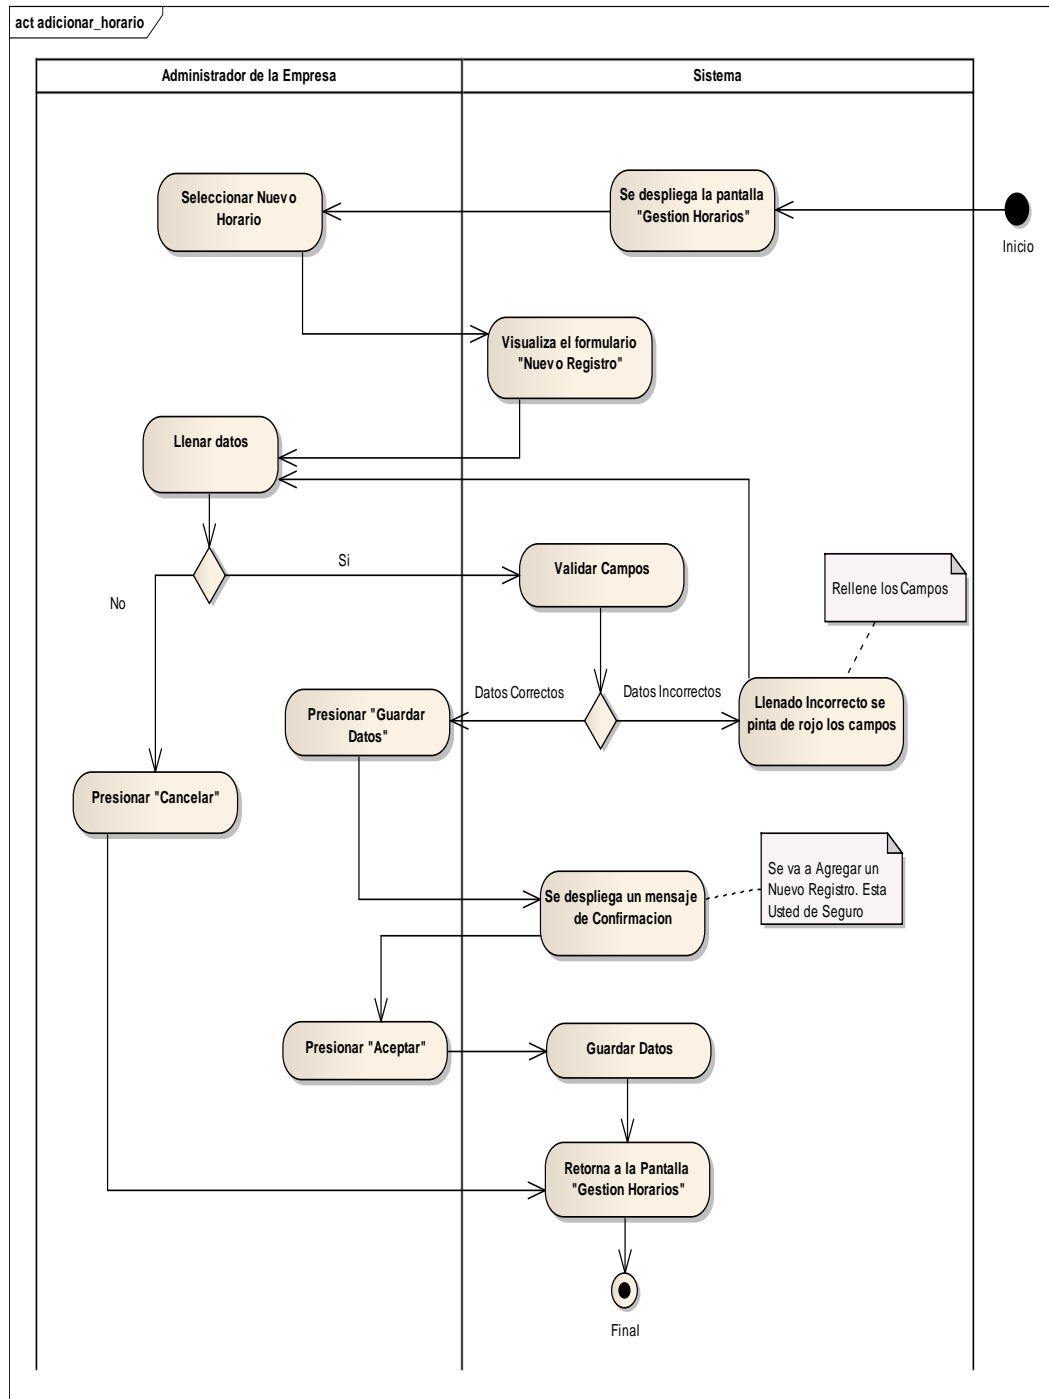 act adicionar_horario
Administrador de la Empresa
Sistema
Seleccionar Nuevo
Horario
Se despliega la pantalla
"Gestion Horarios"
Inicio
Visualiza el formulario
"Nuevo Registro"
Llenar datos
Si
No
Validar Campos
Rellene los Campos
Datos Correctos
Datos Incorrectos
Presionar "Guardar
Datos"
Llenado Incorrecto se
pinta de rojo los campos
Presionar "Cancelar"
Se despliega un mensaje
de Confirmacion
Se va a Agregar un
Nuevo Registro. Esta
Usted de Seguro
Presionar "Aceptar"
Guardar Datos
Retorna a la Pantalla
"Gestion Horarios"
Final